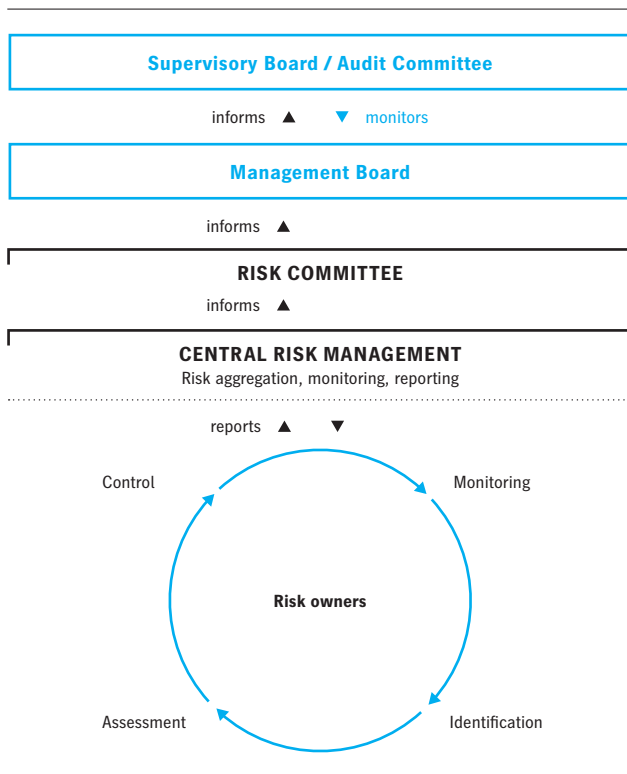 Supervisory Board / Audit Committee
informs ▲ ▼ monitors
Management Board
informs ▲
RISK COMMITTEE
informs ▲
CENTRAL RISK MANAGEMENT
Risk aggregation, monitoring, reporting
reports ▲ ▼
Control
Monitoring
Risk owners
Assessment
Identification